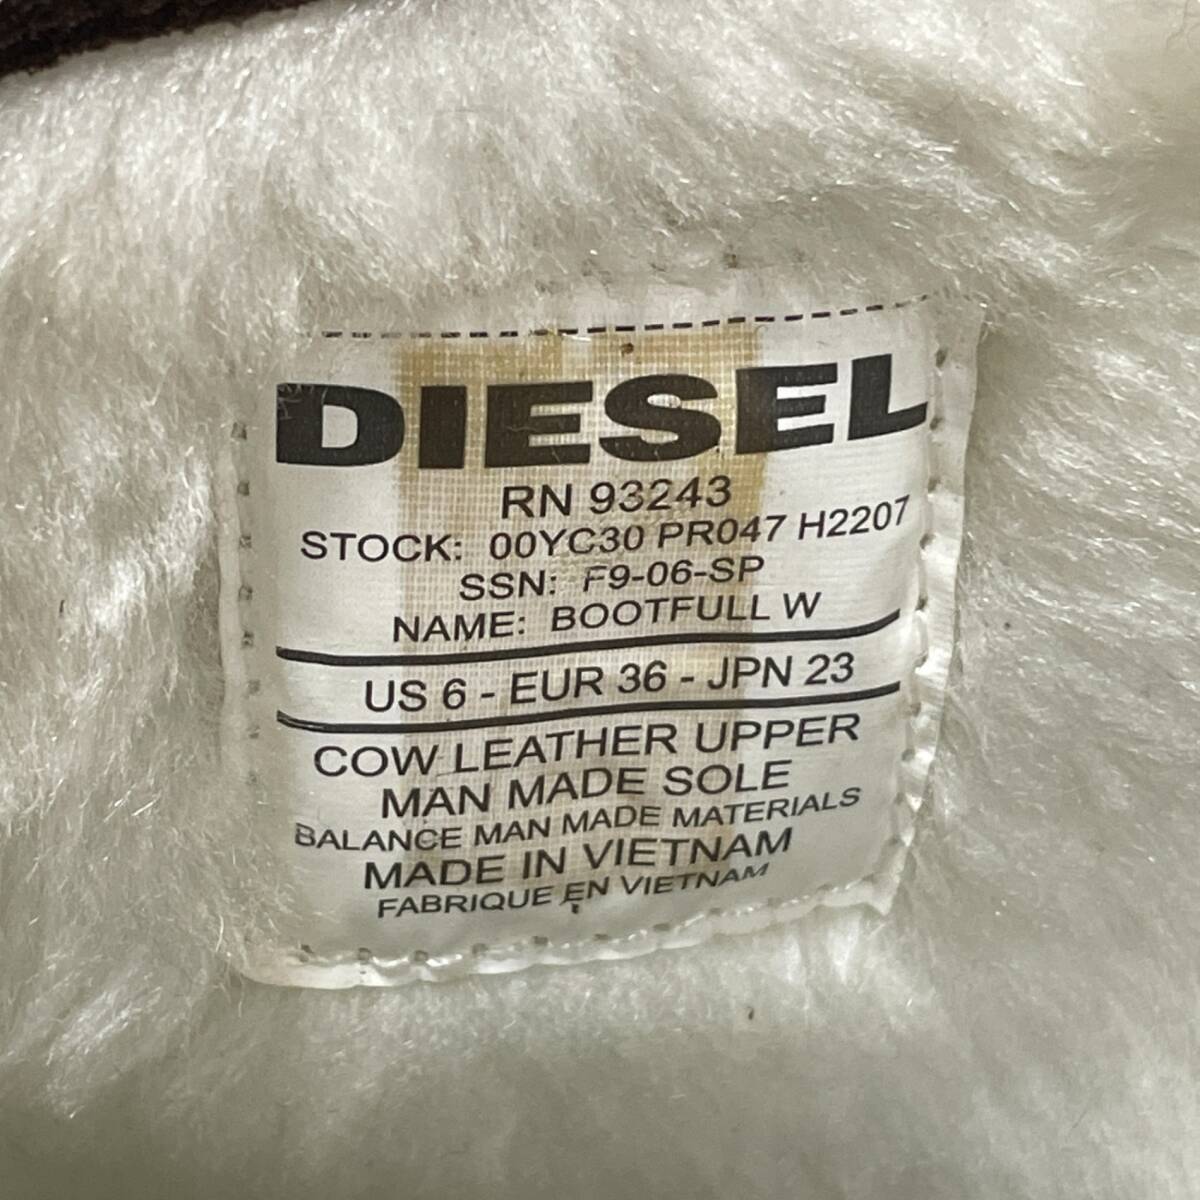 DIESEL
RN 93243
STOCK: 00YC30 PR047 H2207
SSN: F9-06-SP
NAME: BOOTFULL W
US 6 - EUR 36 - JPN 23
COW LEATHER UPPER
MAN MADE SOLE
BALANCE MAN MADE MATERIALS
MADE IN VIETNAM
FABRIQUE EN VIETNAM